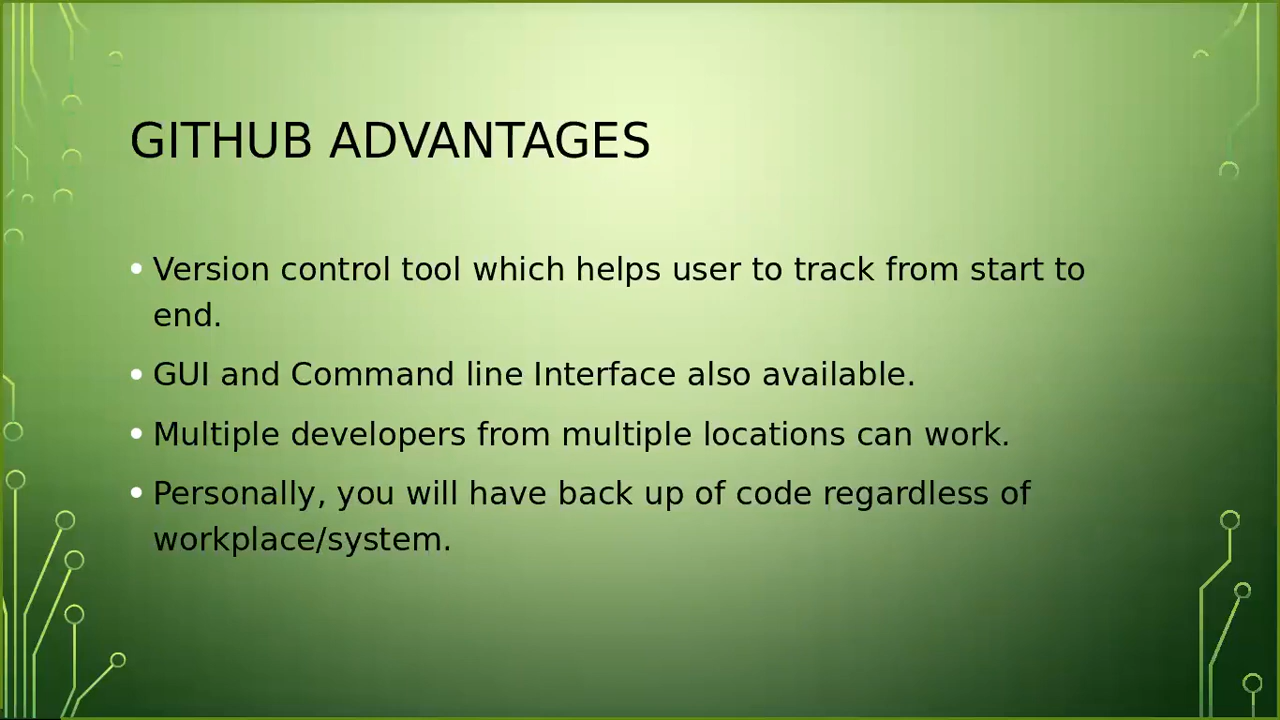 GITHUB ADVANTAGES
• Version control tool which helps user to track from start to
end.
• GUI and Command line Interface also available.
• Multiple developers from multiple locations can work.
• Personally, you will have back up of code regardless of
workplace/system.